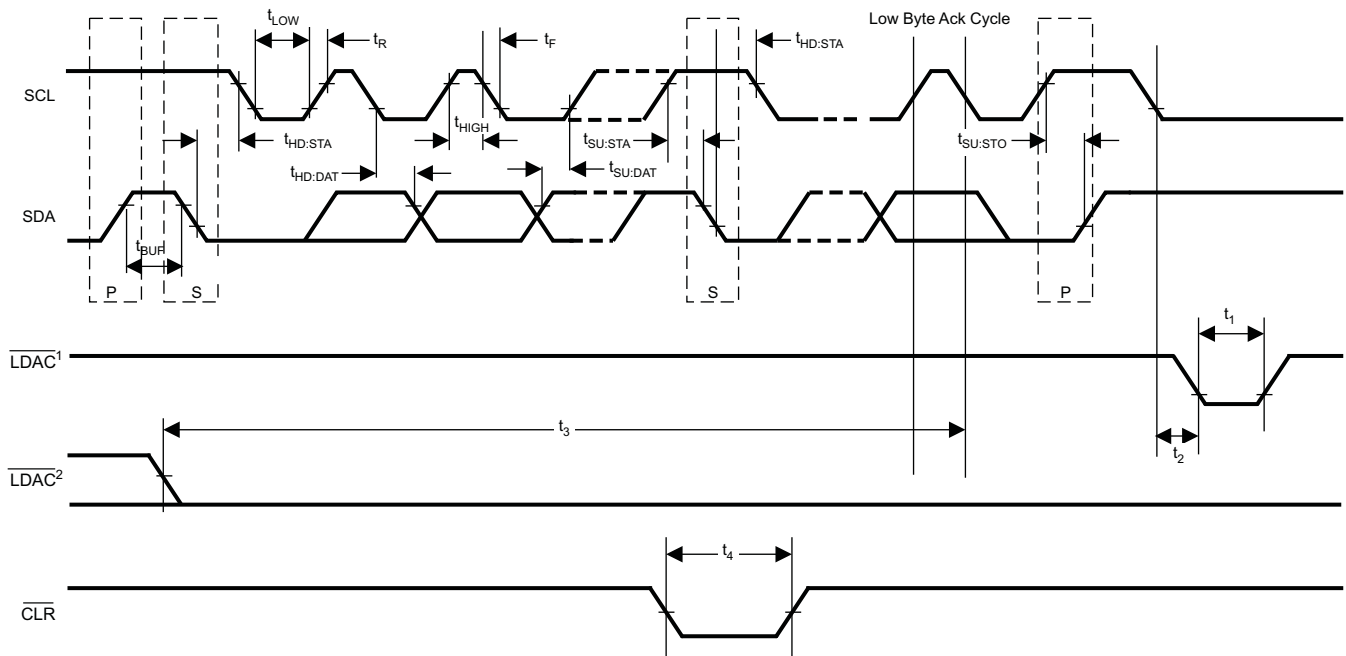 Low Byte Ack Cycle
tLOW
tR
tF
tHD:STA
SCL
tHD:STA
tHIGH
tSU:STA
tSU:STO
tHD:DAT
tSU:DAT
SDA
tBUF
P
S
S
P
t1
LDAC1
t3
t2
LDAC2
t4
CLR